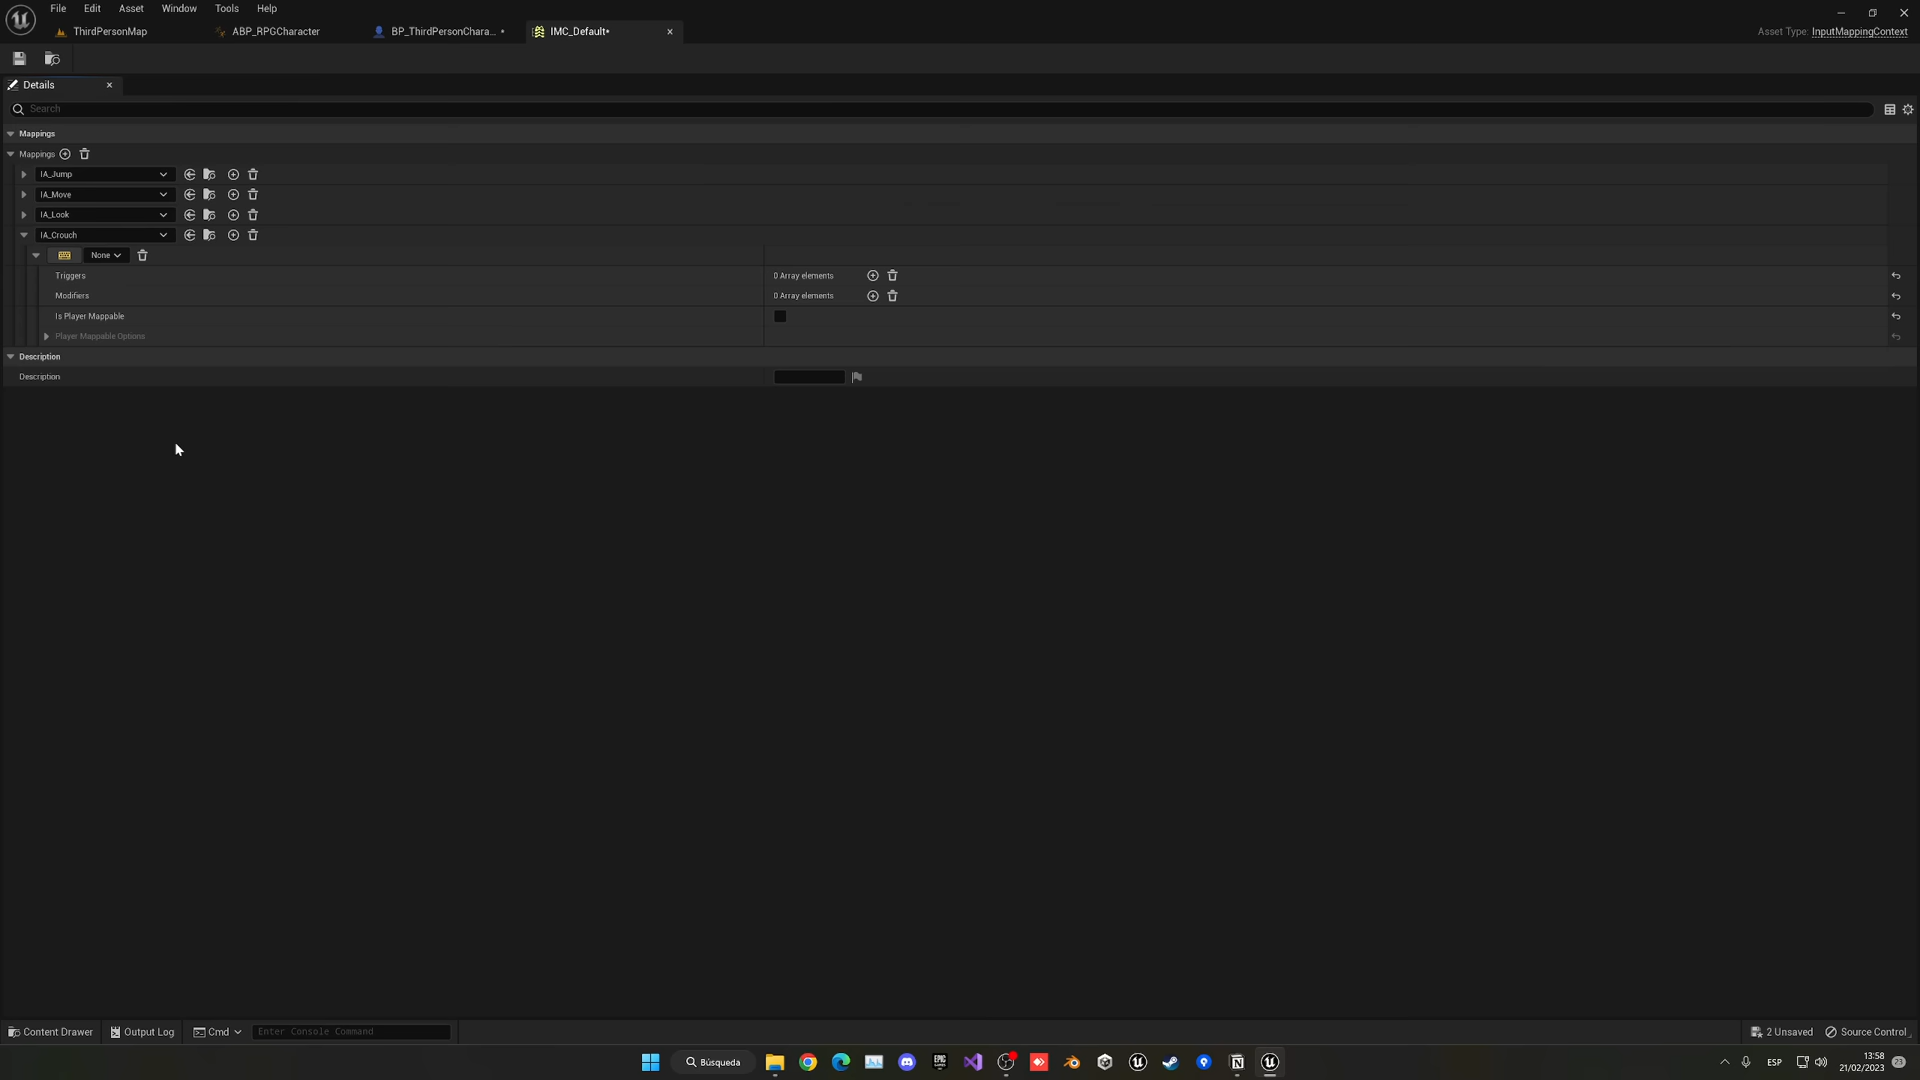 File Edit Asset Window Tools Help
ThirdPersonMap ABP_RPGCharacter BP_ThirdPersonChara... * IMC_Default* Asset Type: InputMappingContext
Details
Search
Mappings
Mappings
IA_Jump
IA_Move
IA_Look
IA_Crouch
None
Triggers 0 Array elements
Modifiers 0 Array elements
Is Player Mappable
Player Mappable Options
Description
Description
Content Drawer Output Log Cmd Enter Console Command 2 Unsaved Source Control
Búsqueda ESP 13:58
21/02/2023 23